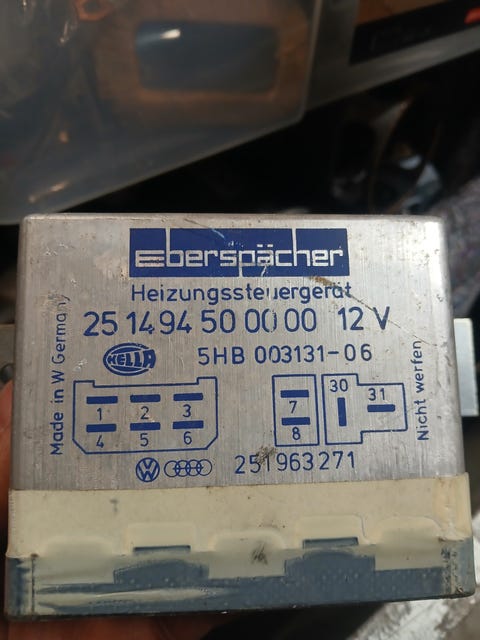 eberspächer
Heizungssteuergerät
25 1494 50 00 00 12 V
HELLA
5HB 003131-06
Made in W Germany
Nicht werfen
1 2 3 7 30 31
4 5 6 8
251963271